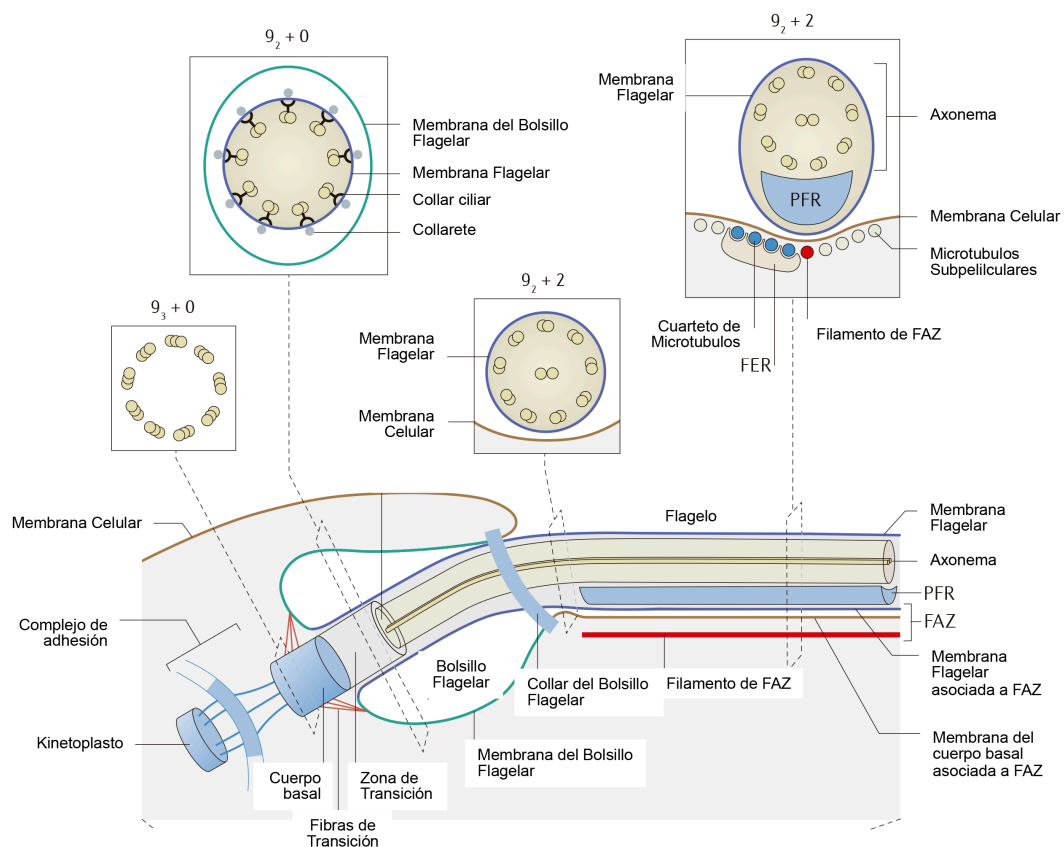 9₂ + 0
Membrana del Bolsillo
Flagelar
Membrana Flagelar
Collar ciliar
Collarete
9₂ + 2
Membrana
Flagelar
Axonema
PFR
Membrana Celular
Microtubulos
Subpelilculares
Cuarteto de
Microtubulos
FER
Filamento de FAZ
9₃ + 0
9₂ + 2
Membrana
Flagelar
Membrana
Celular
Membrana Celular
Flagelo
Membrana
Flagelar
Axonema
PFR
FAZ
Complejo de
adhesión
Bolsillo
Flagelar
Collar del Bolsillo
Flagelar
Filamento de FAZ
Membrana
Flagelar
asociada a FAZ
Kinetoplasto
Cuerpo
basal
Zona de
Transición
Membrana del Bolsillo
Flagelar
Membrana del
cuerpo basal
asociada a FAZ
Fibras de
Transición